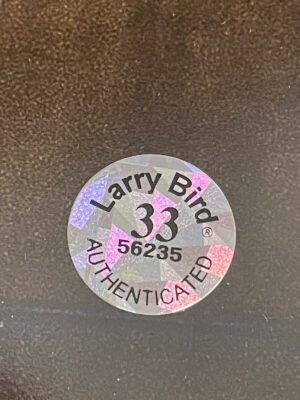 Larry Bird®
33
56235
AUTHENTICATED